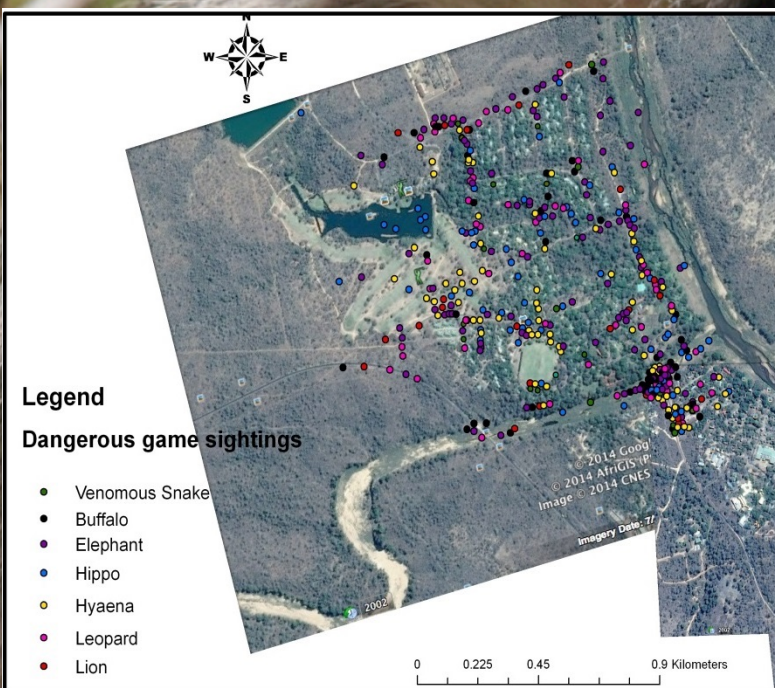 N
W E
S
Legend
Dangerous game sightings
Venomous Snake
Buffalo
Elephant
Hippo
Hyaena
Leopard
Lion
© 2014 Goog
© 2014 AfriGIS (P
Image © 2014 CNES
Imagery Date: 7/
2002
2002
0 0.225 0.45 0.9 Kilometers